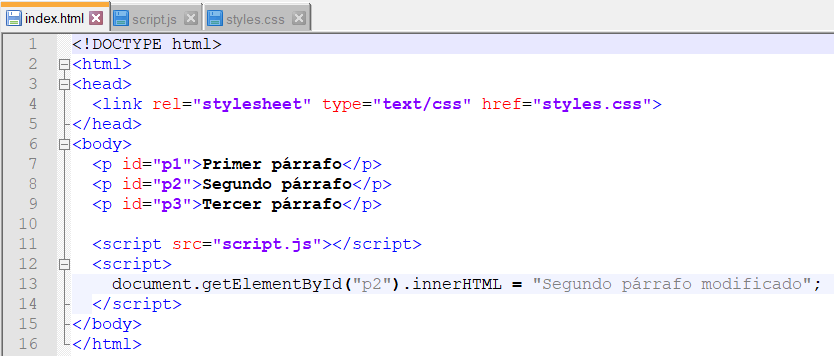 index.html script.js styles.css
1 <!DOCTYPE html>
2 <html>
3 <head>
4 <link rel="stylesheet" type="text/css" href="styles.css">
5 </head>
6 <body>
7 <p id="p1">Primer párrafo</p>
8 <p id="p2">Segundo párrafo</p>
9 <p id="p3">Tercer párrafo</p>
10
11 <script src="script.js"></script>
12 <script>
13 document.getElementById("p2").innerHTML = "Segundo párrafo modificado";
14 </script>
15 </body>
16 </html>